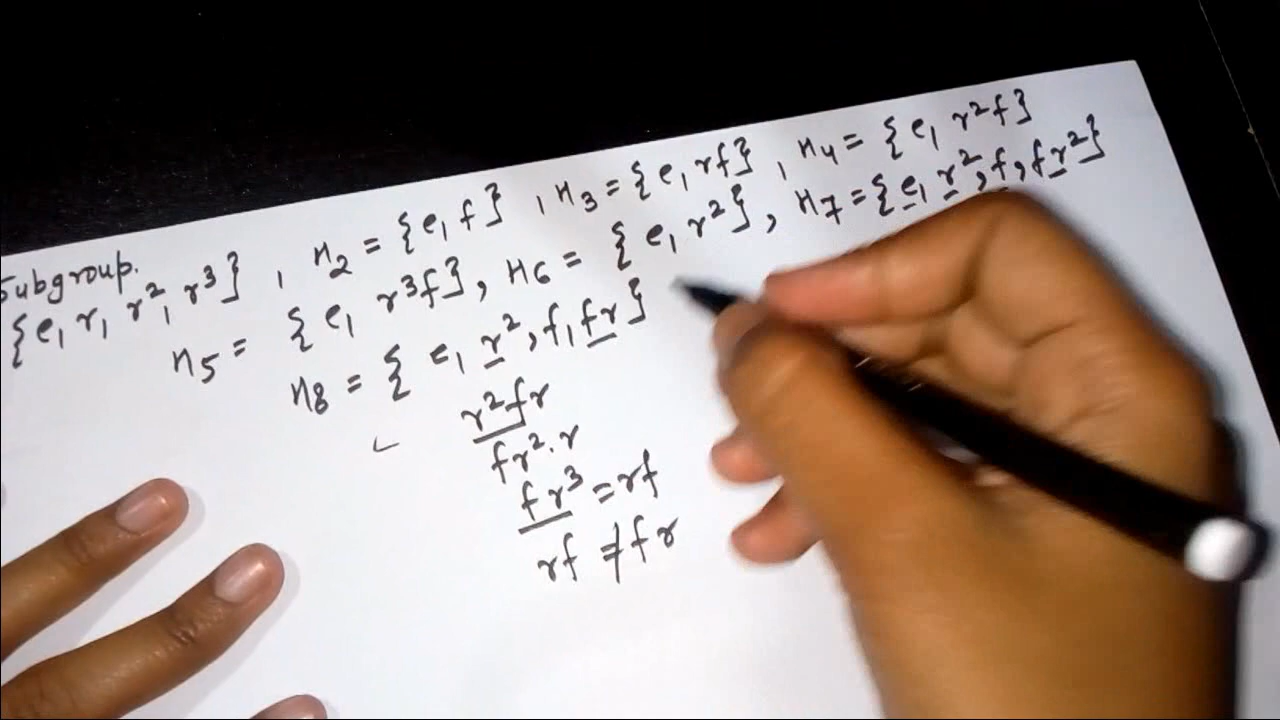 Subgroup.
{e, r, r², r³} , H₂ = {e, f} , H₃ = {e, rf} , H₄ = {e, r²f}
H₅ = {e, r³f} , H₆ = {e, r²} , H₇ = {e, r², f, fr²}
H₈ = { e, r², f, fr}
r²fr
fr².r
fr³ = rf
rf ≠ fr